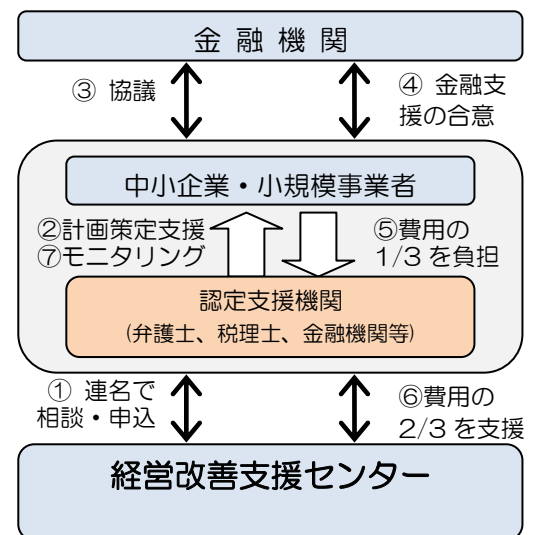 金 融 機 関
③ 協議
④ 金融支
援の合意
中小企業・小規模事業者
②計画策定支援
⑦モニタリング
⑤費用の
1/3 を負担
認定支援機関
(弁護士、税理士、金融機関等)
① 連名で
相談・申込
⑥費用の
2/3 を支援
経営改善支援センター